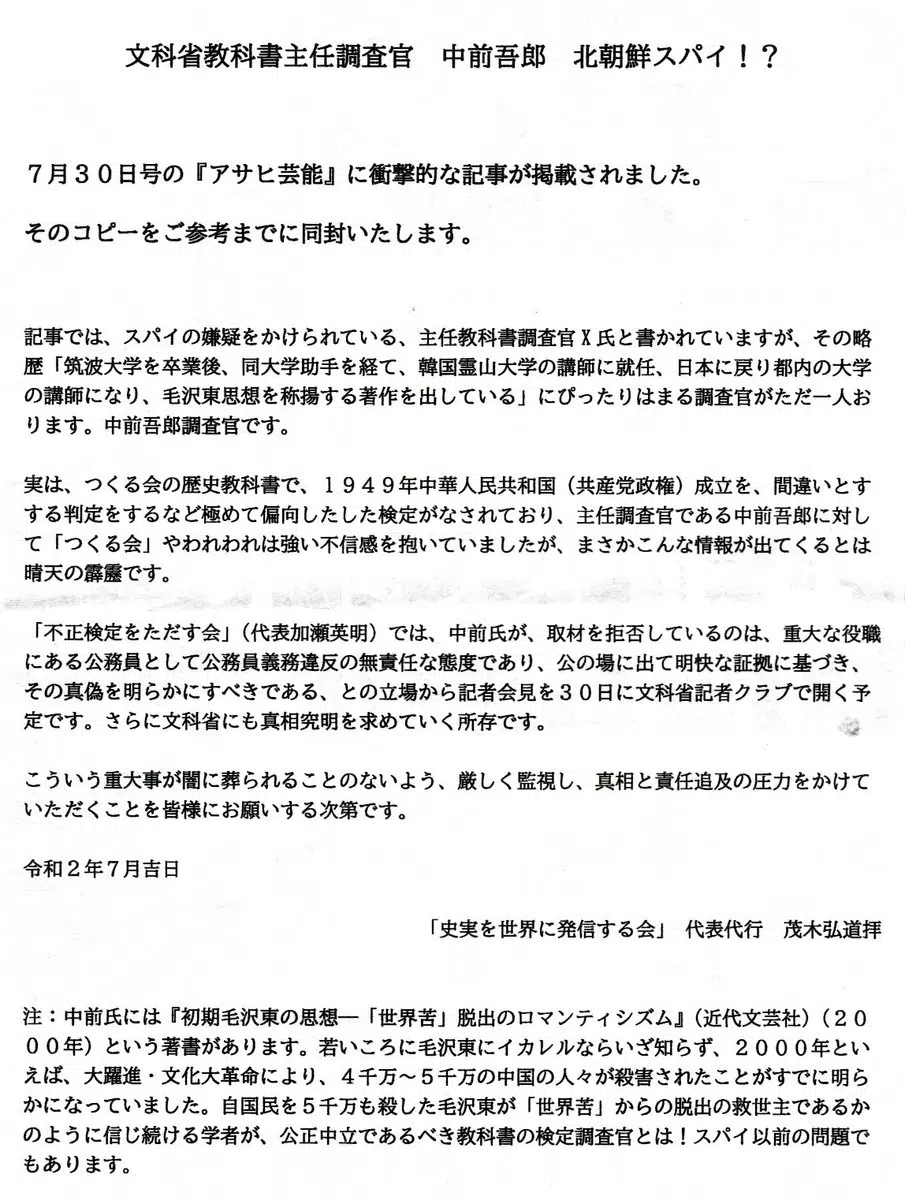 文科省教科書主任調査官　中前吾郎　北朝鮮スパイ！？
７月３０日号の『アサヒ芸能』に衝撃的な記事が掲載されました。
そのコピーをご参考までに同封いたします。
記事では、スパイの嫌疑をかけられている、主任教科書調査官Ｘ氏と書かれていますが、その略
歴「筑波大学を卒業後、同大学助手を経て、韓国霊山大学の講師に就任、日本に戻り都内の大学
の講師になり、毛沢東思想を称揚する著作を出している」にぴったりはまる調査官がただ一人お
ります。中前吾郎調査官です。
実は、つくる会の歴史教科書で、１９４９年中華人民共和国（共産党政権）成立を、間違いとす
する判定をするなど極めて偏向したした検定がなされており、主任調査官である中前吾郎に対し
て「つくる会」やわれわれは強い不信感を抱いていましたが、まさかこんな情報が出てくるとは
晴天の霹靂です。
「不正検定をただす会」（代表加瀬英明）では、中前氏が、取材を拒否しているのは、重大な役職
にある公務員として公務員義務違反の無責任な態度であり、公の場に出て明快な証拠に基づき、
その真偽を明らかにすべきである、との立場から記者会見を３０日に文科省記者クラブで開く予
定です。さらに文科省にも真相究明を求めていく所存です。
こういう重大事が闇に葬られることのないよう、厳しく監視し、真相と責任追及の圧力をかけて
いただくことを皆様にお願いする次第です。
令和２年７月吉日
「史実を世界に発信する会」　代表代行　茂木弘道拝
注：中前氏には『初期毛沢東の思想―「世界苦」脱出のロマンティシズム』（近代文芸社）（２０
００年）という著書があります。若いころに毛沢東にイカレルならいざ知らず、２０００年とい
えば、大躍進・文化大革命により、４千万～５千万の中国の人々が殺害されたことがすでに明ら
かになっていました。自国民を５千万も殺した毛沢東が「世界苦」からの脱出の救世主であるか
のように信じ続ける学者が、公正中立であるべき教科書の検定調査官とは！スパイ以前の問題で
もあります。